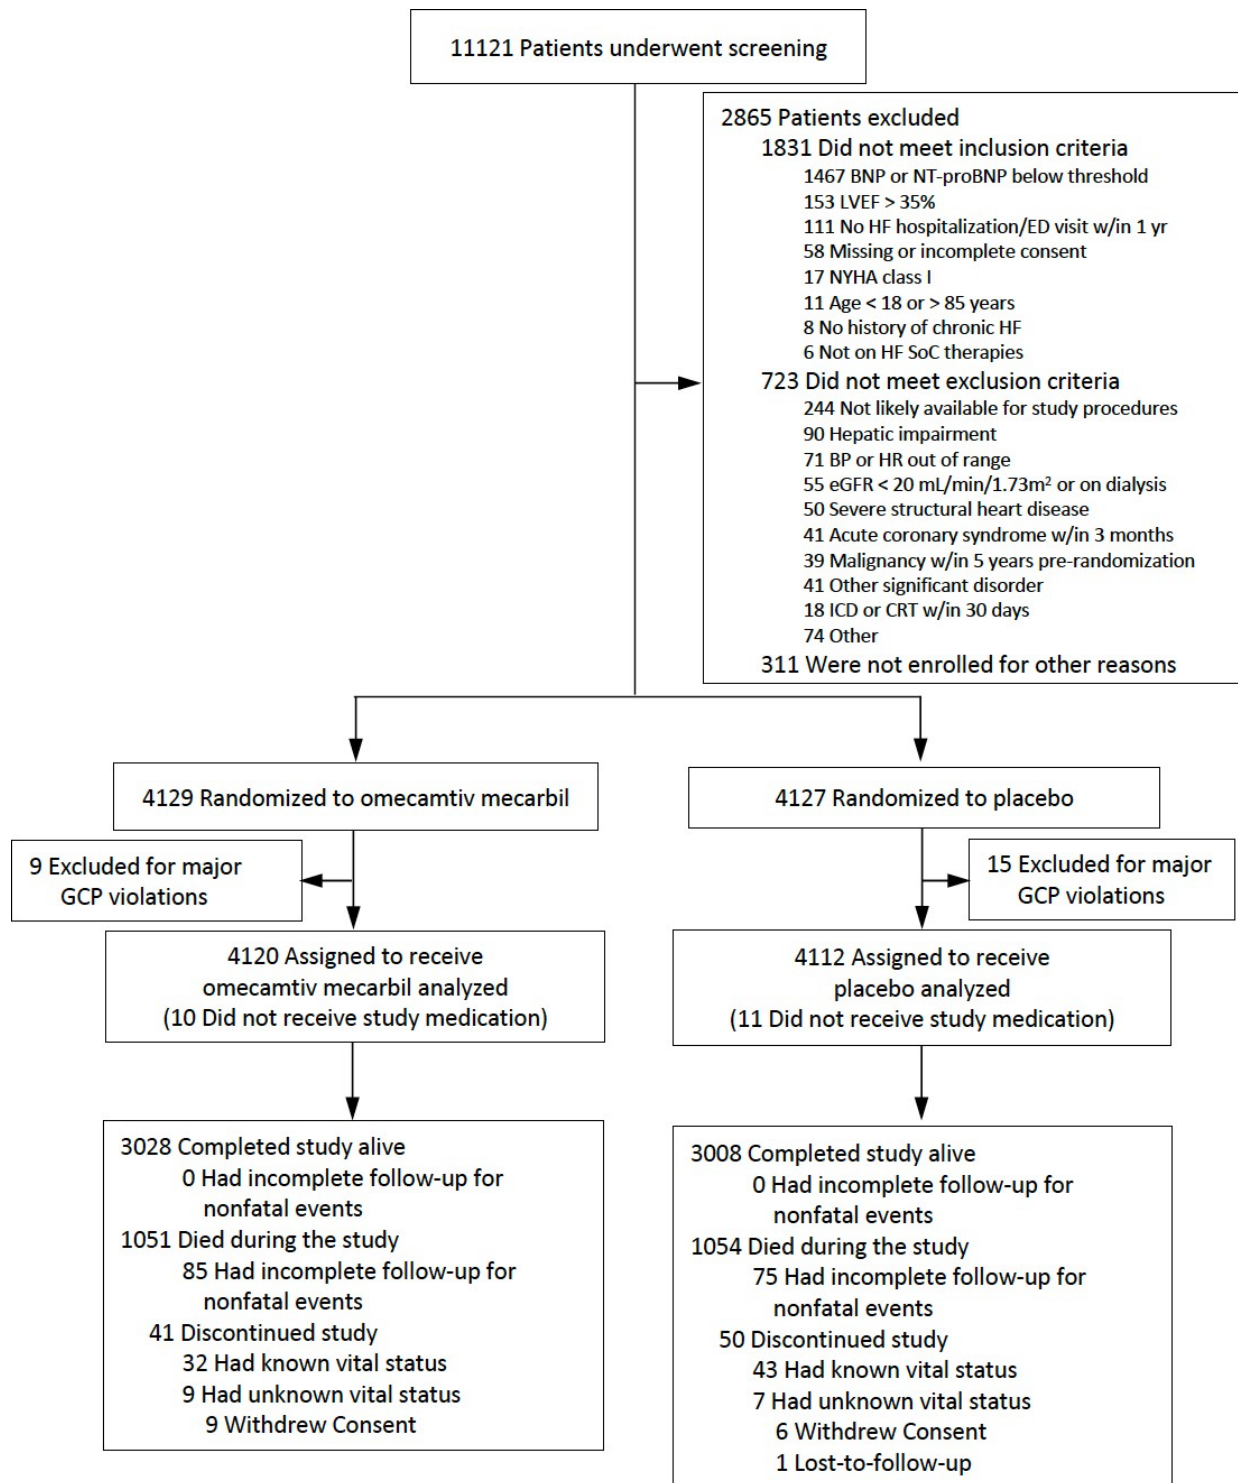 11121 Patients underwent screening
2865 Patients excluded
1831 Did not meet inclusion criteria
1467 BNP or NT-proBNP below threshold
153 LVEF > 35%
111 No HF hospitalization/ED visit w/in 1 yr
58 Missing or incomplete consent
17 NYHA class I
11 Age < 18 or > 85 years
8 No history of chronic HF
6 Not on HF SoC therapies
723 Did not meet exclusion criteria
244 Not likely available for study procedures
90 Hepatic impairment
71 BP or HR out of range
55 eGFR < 20 mL/min/1.73m² or on dialysis
50 Severe structural heart disease
41 Acute coronary syndrome w/in 3 months
39 Malignancy w/in 5 years pre-randomization
41 Other significant disorder
18 ICD or CRT w/in 30 days
74 Other
311 Were not enrolled for other reasons
4129 Randomized to omecamtiv mecarbil
9 Excluded for major
GCP violations
4120 Assigned to receive
omecamtiv mecarbil analyzed
(10 Did not receive study medication)
3028 Completed study alive
0 Had incomplete follow-up for
nonfatal events
1051 Died during the study
85 Had incomplete follow-up for
nonfatal events
41 Discontinued study
32 Had known vital status
9 Had unknown vital status
9 Withdrew Consent
4127 Randomized to placebo
15 Excluded for major
GCP violations
4112 Assigned to receive
placebo analyzed
(11 Did not receive study medication)
3008 Completed study alive
0 Had incomplete follow-up for
nonfatal events
1054 Died during the study
75 Had incomplete follow-up for
nonfatal events
50 Discontinued study
43 Had known vital status
7 Had unknown vital status
6 Withdrew Consent
1 Lost-to-follow-up